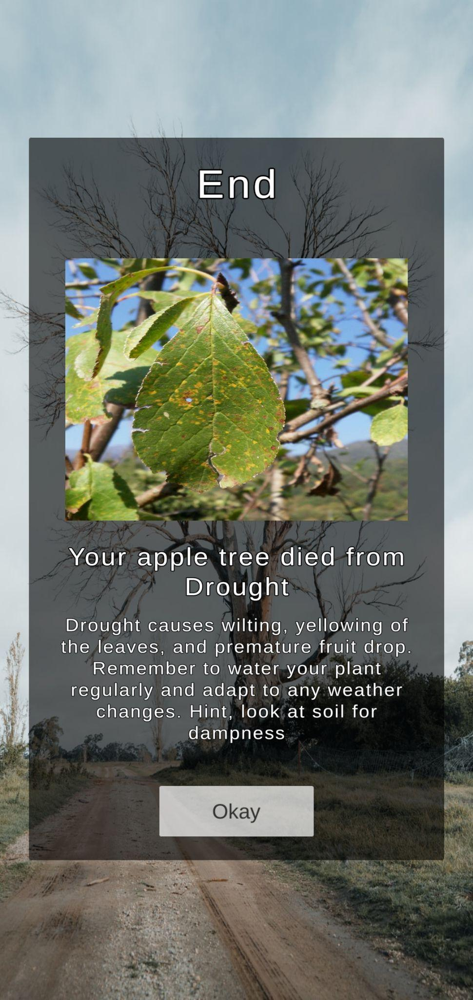 End
Your apple tree died from
Drought
Drought causes wilting, yellowing of
the leaves, and premature fruit drop.
Remember to water your plant
regularly and adapt to any weather
changes. Hint, look at soil for
dampness
Okay